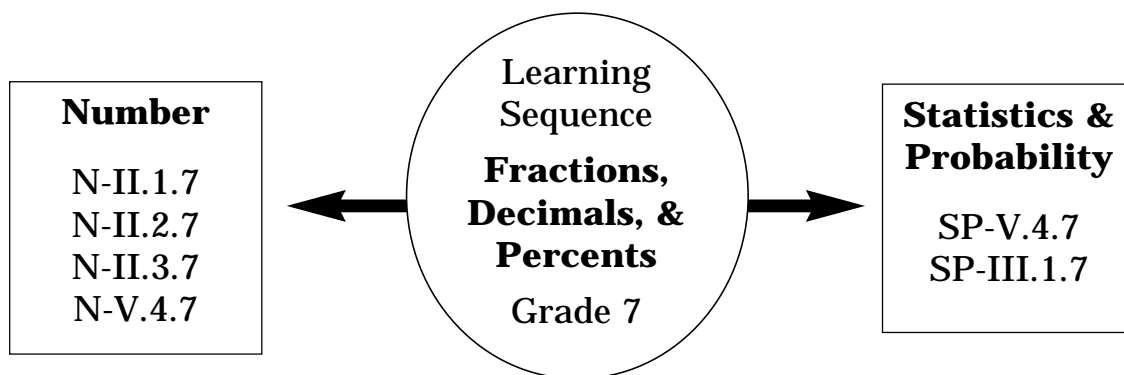 Number
N-II.1.7
N-II.2.7
N-II.3.7
N-V.4.7
Learning
Sequence
Fractions,
Decimals, &
Percents
Grade 7
Statistics &
Probability
SP-V.4.7
SP-III.1.7